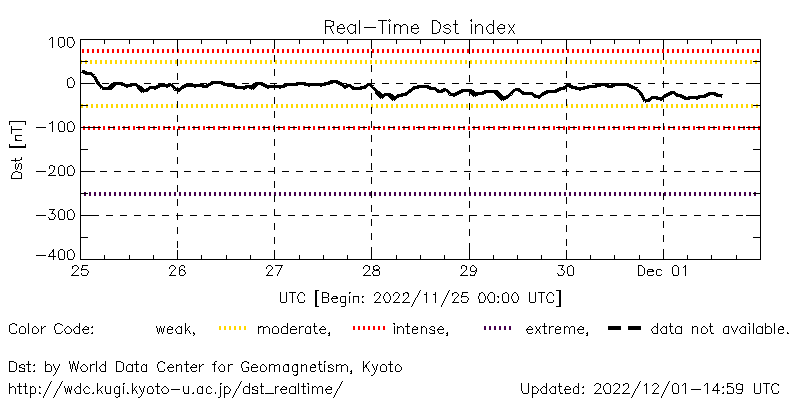 Real-Time Dst index
100
0
-100
-200
-300
-400
Dst [nT]
25 26 27 28 29 30 Dec 01
UTC [Begin: 2022/11/25 00:00 UTC]
Color Code: weak, moderate, intense, extreme, data not available.
Dst: by World Data Center for Geomagnetism, Kyoto
http://wdc.kugi.kyoto-u.ac.jp/dst_realtime/ Updated: 2022/12/01-14:59 UTC